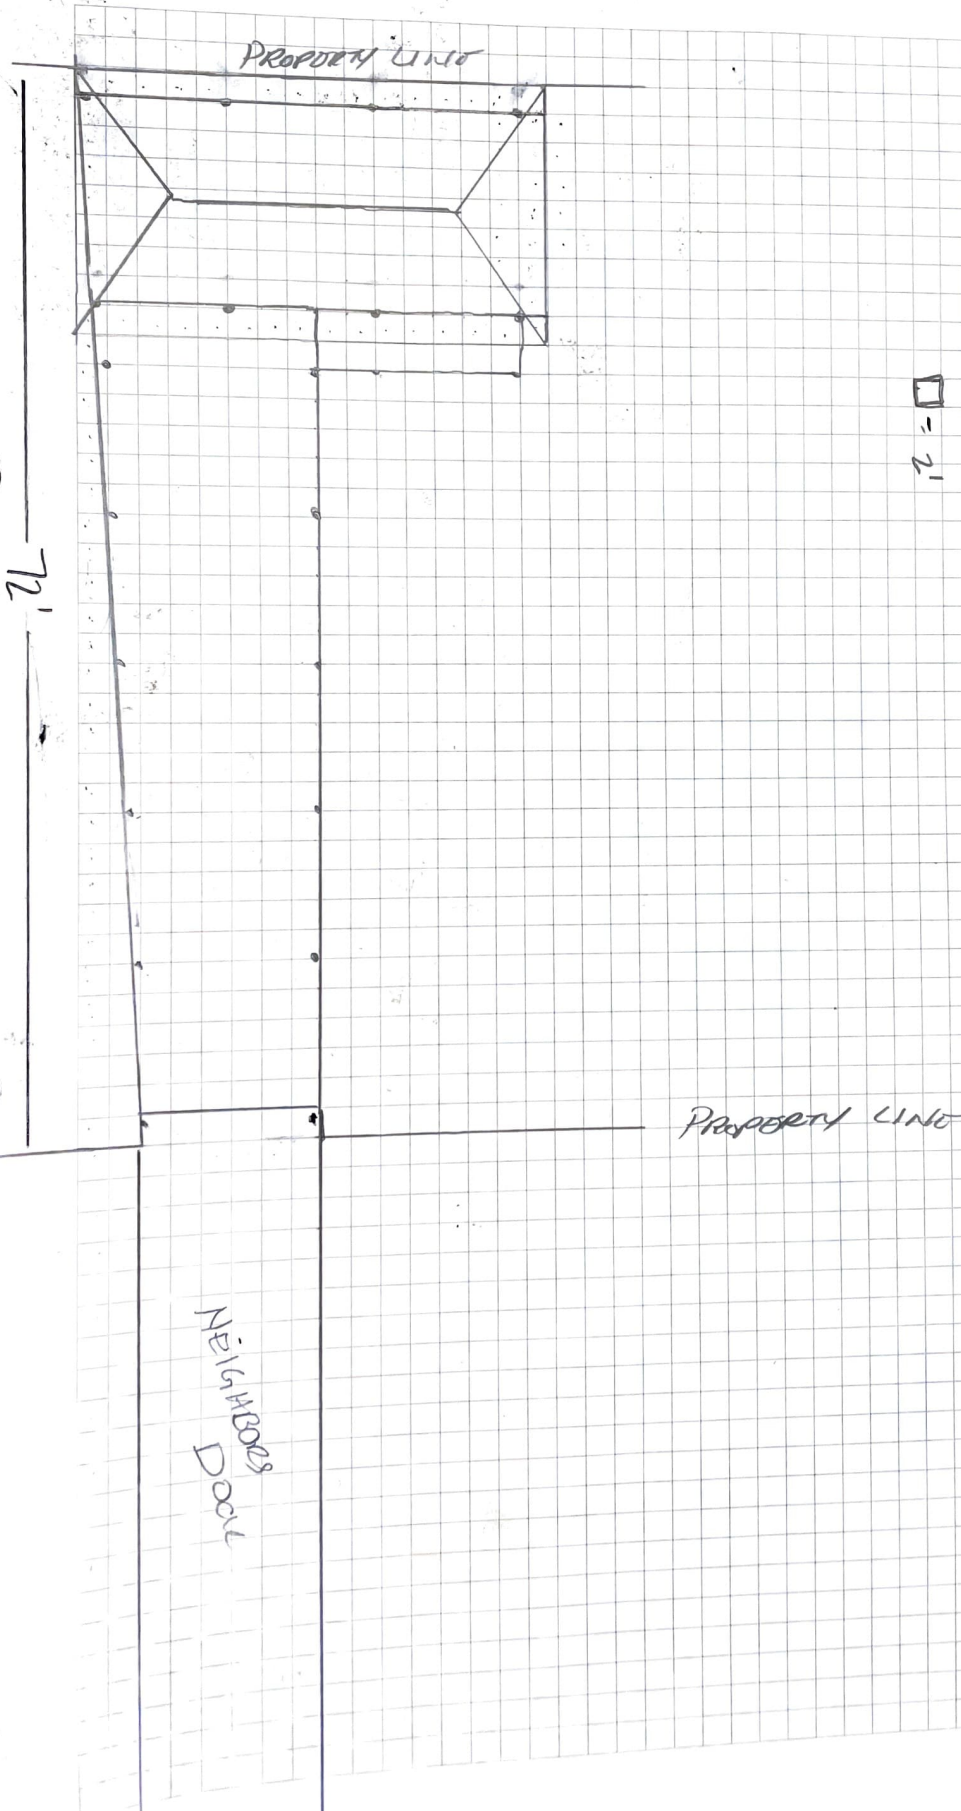 PROPERTY LINE
□ = 2'
72'
PROPERTY LINE
NEIGHBORS
DOCK